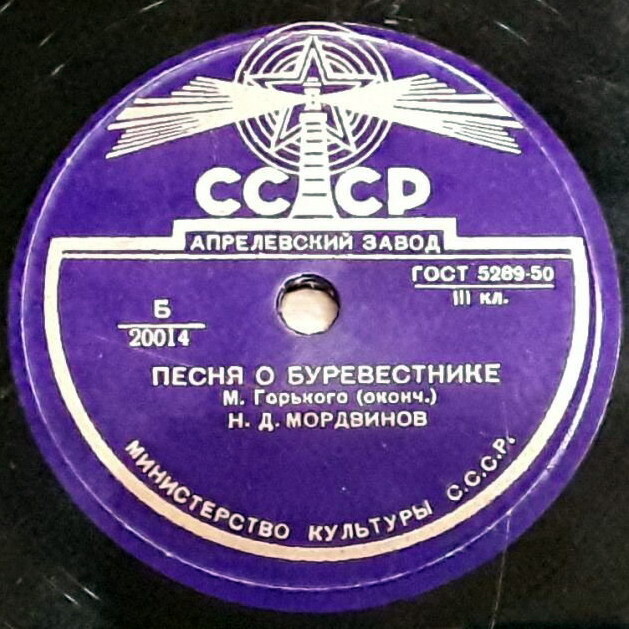 СССР
АПРЕЛЕВСКИЙ ЗАВОД
ГОСТ 5289-50
III кл.
Б
20014
ПЕСНЯ О БУРЕВЕСТНИКЕ
М. Горького (оконч.)
Н. Д. МОРДВИНОВ
МИНИСТЕРСТВО КУЛЬТУРЫ С.С.С.Р.